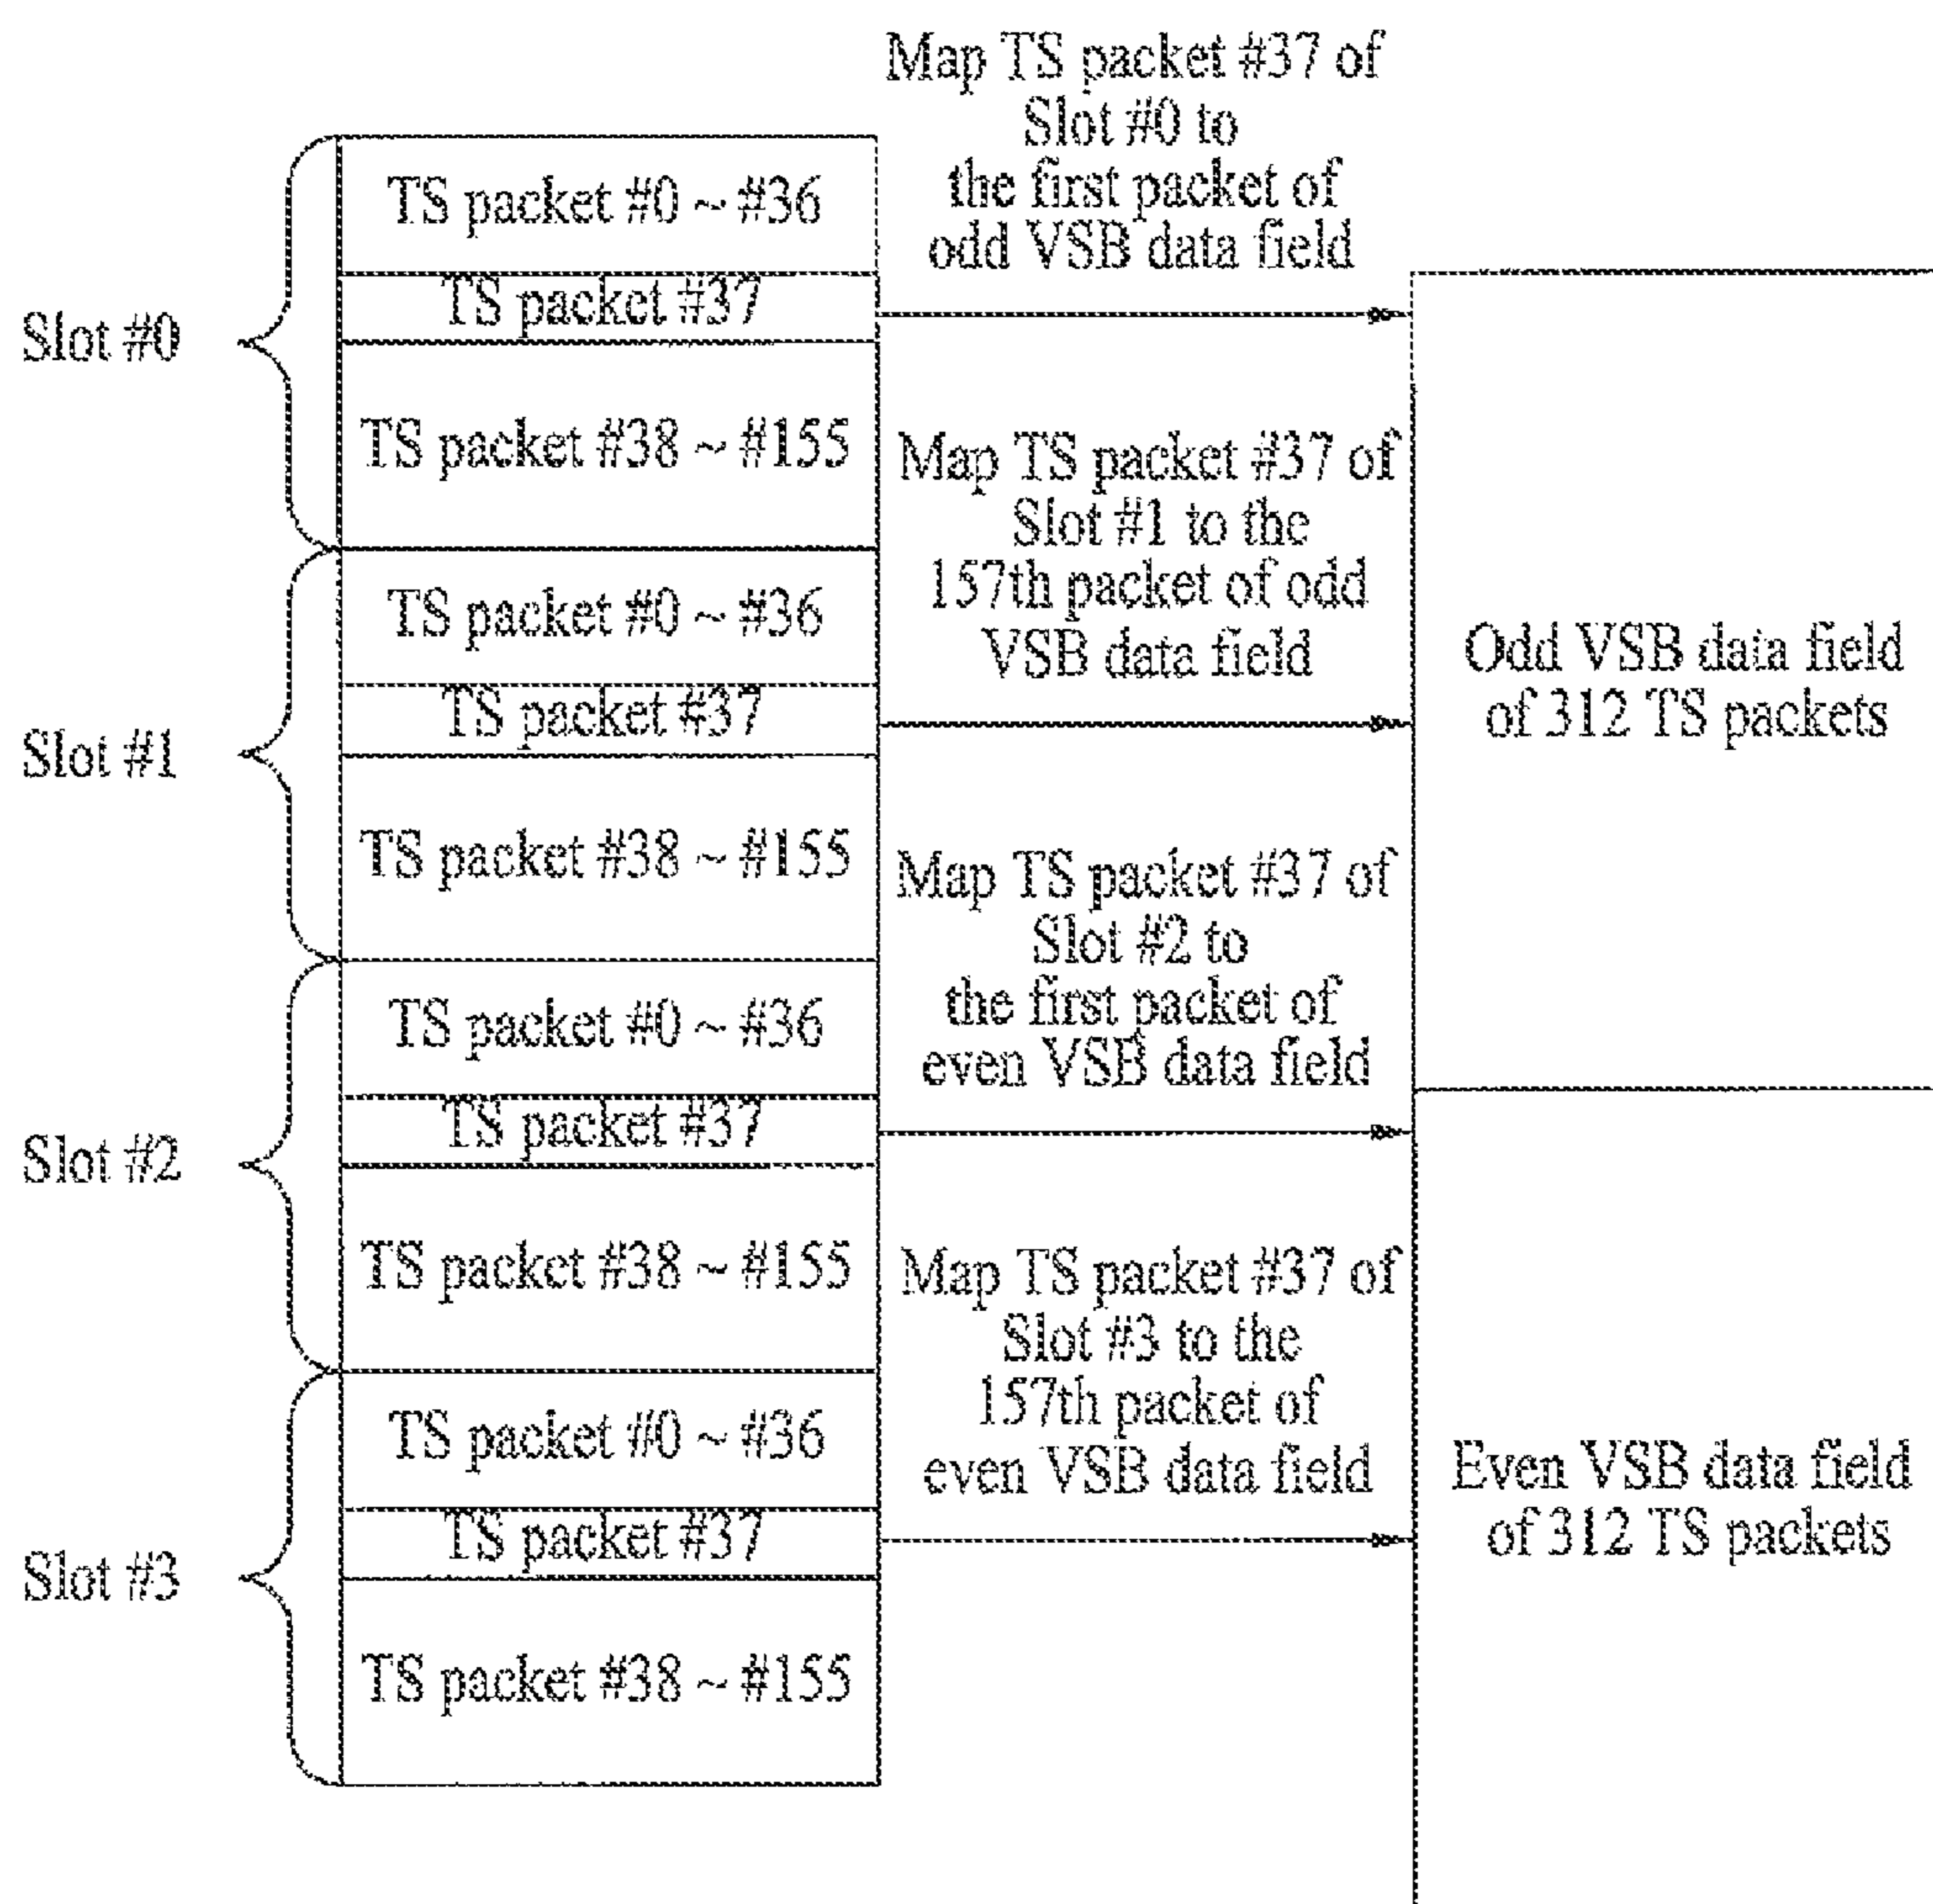 Map TS packet #37 of
Slot #0 to
the first packet of
odd VSB data field
TS packet #0 ~ #36
TS packet #37
Slot #0
TS packet #38 ~ #155
Map TS packet #37 of
Slot #1 to the
157th packet of odd
VSB data field
TS packet #0 ~ #36
TS packet #37
Slot #1
TS packet #38 ~ #155
Odd VSB data field
of 312 TS packets
Map TS packet #37 of
Slot #2 to
the first packet of
even VSB data field
TS packet #0 ~ #36
TS packet #37
Slot #2
TS packet #38 ~ #155
Map TS packet #37 of
Slot #3 to the
157th packet of
even VSB data field
TS packet #0 ~ #36
TS packet #37
Slot #3
TS packet #38 ~ #155
Even VSB data field
of 312 TS packets